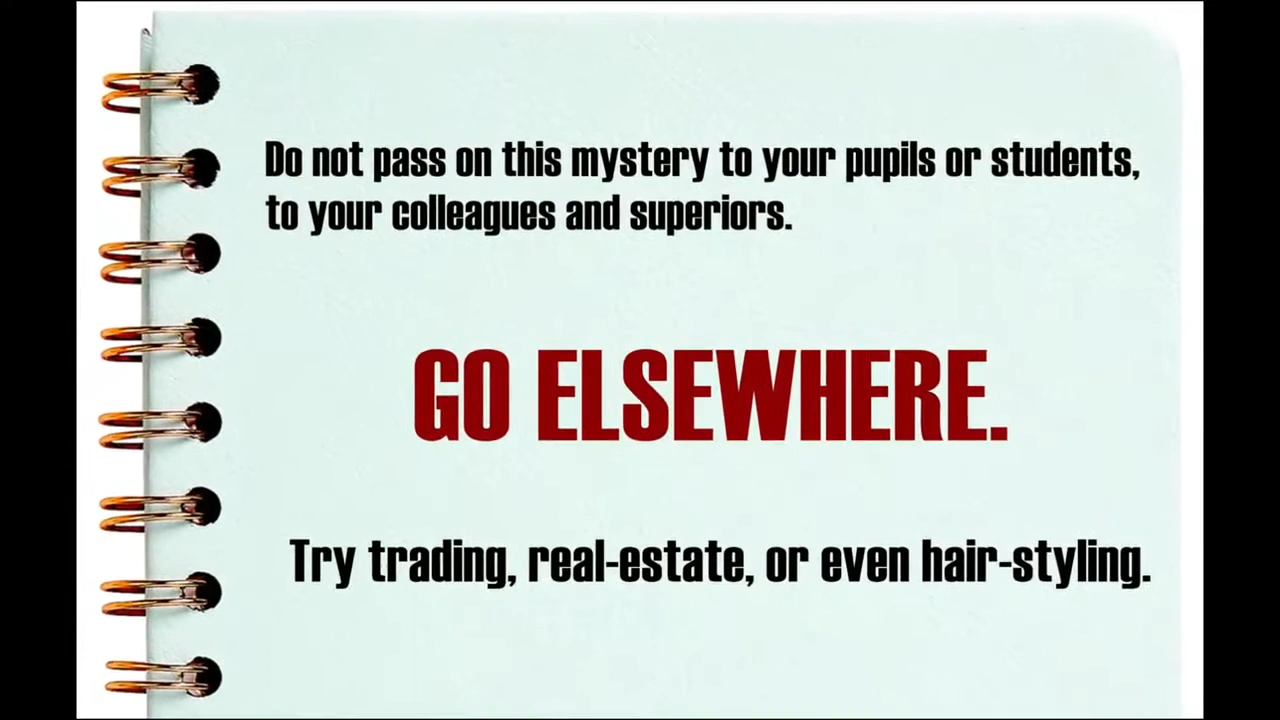 Do not pass on this mystery to your pupils or students,
to your colleagues and superiors.
GO ELSEWHERE.
Try trading, real-estate, or even hair-styling.